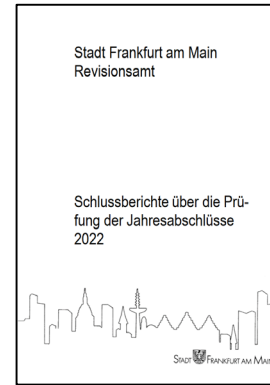 Stadt Frankfurt am Main
Revisionsamt
Schlussberichte über die Prü-
fung der Jahresabschlüsse
2022
STADT FRANKFURT AM MAIN